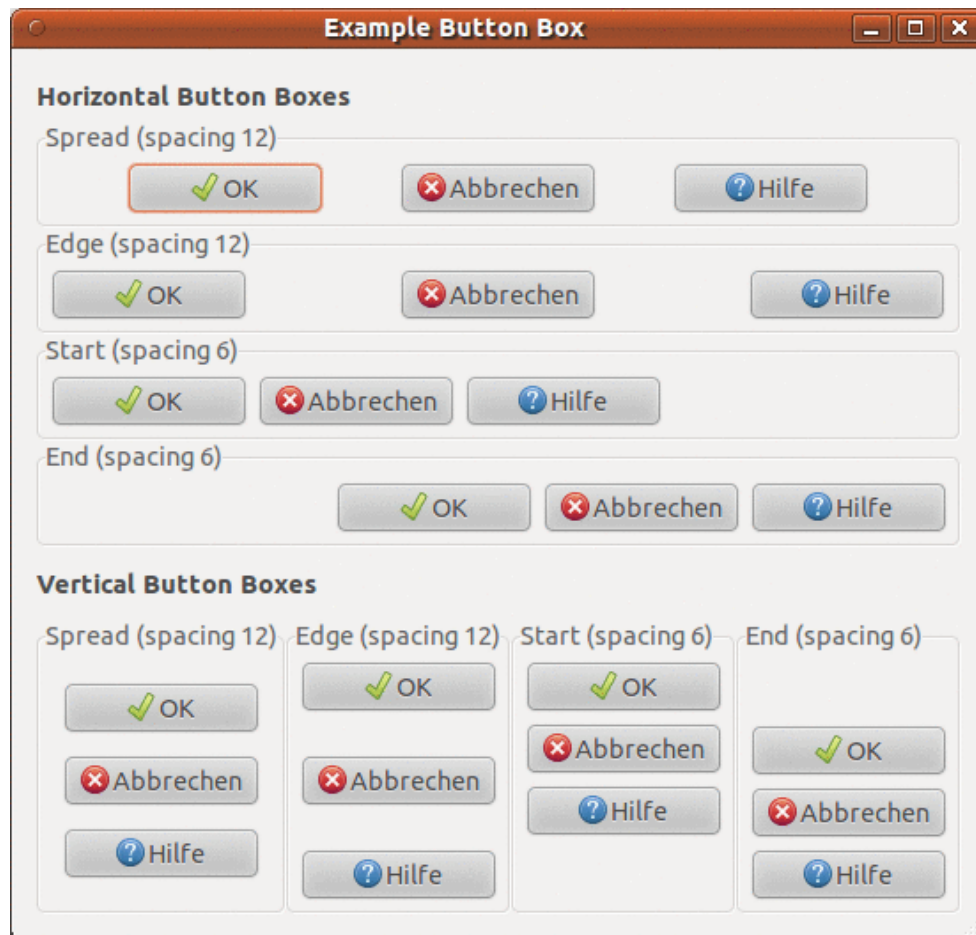 Example Button Box
Horizontal Button Boxes
Spread (spacing 12)
OK Abbrechen Hilfe
Edge (spacing 12)
OK Abbrechen Hilfe
Start (spacing 6)
OK Abbrechen Hilfe
End (spacing 6)
OK Abbrechen Hilfe
Vertical Button Boxes
Spread (spacing 12)
OK
Abbrechen
Hilfe
Edge (spacing 12)
OK
Abbrechen
Hilfe
Start (spacing 6)
OK
Abbrechen
Hilfe
End (spacing 6)
OK
Abbrechen
Hilfe